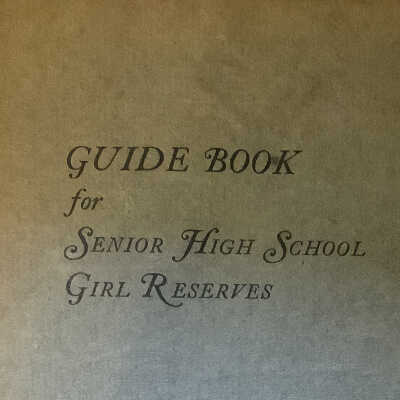 GUIDE BOOK
for
SENIOR HIGH SCHOOL
GIRL RESERVES